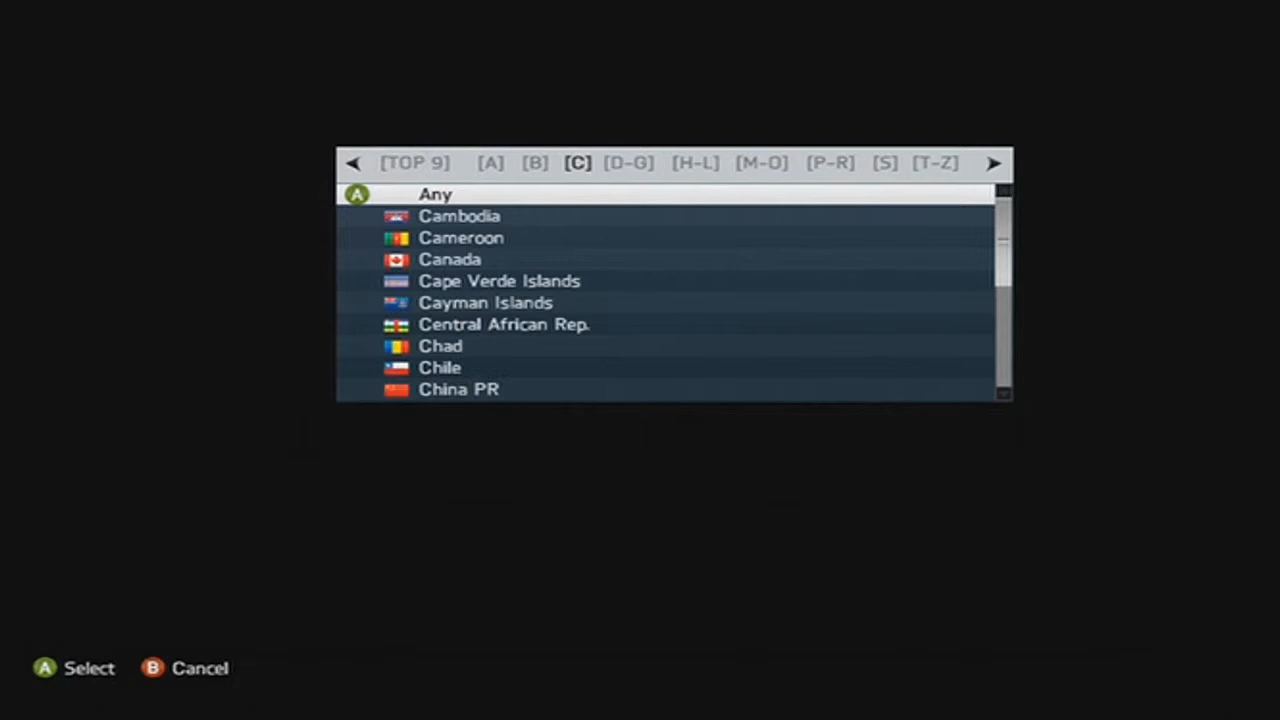 [TOP 9] [A] [B] [C] [D-G] [H-L] [M-O] [P-R] [S] [T-Z]
A Any
Cambodia
Cameroon
Canada
Cape Verde Islands
Cayman Islands
Central African Rep.
Chad
Chile
China PR
A Select B Cancel